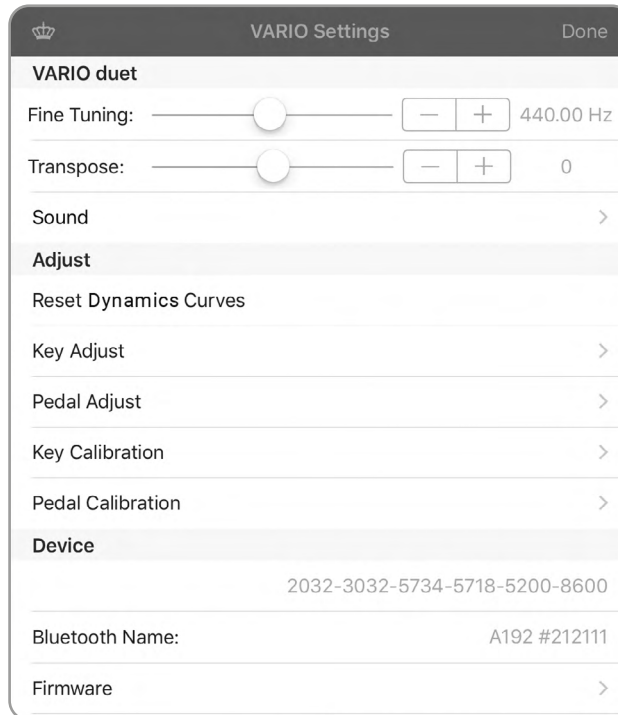 VARIO Settings Done
VARIO duet
Fine Tuning: 440.00 Hz
Transpose: 0
Sound
Adjust
Reset Dynamics Curves
Key Adjust
Pedal Adjust
Key Calibration
Pedal Calibration
Device
2032-3032-5734-5718-5200-8600
Bluetooth Name: A192 #212111
Firmware